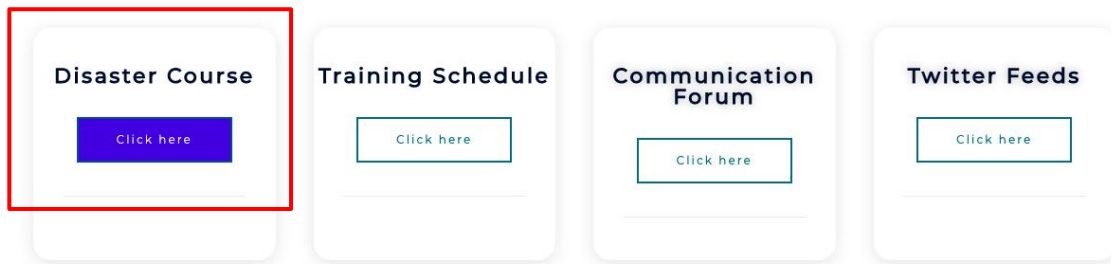 Disaster Course
Click here
Training Schedule
Click here
Communication
Forum
Click here
Twitter Feeds
Click here